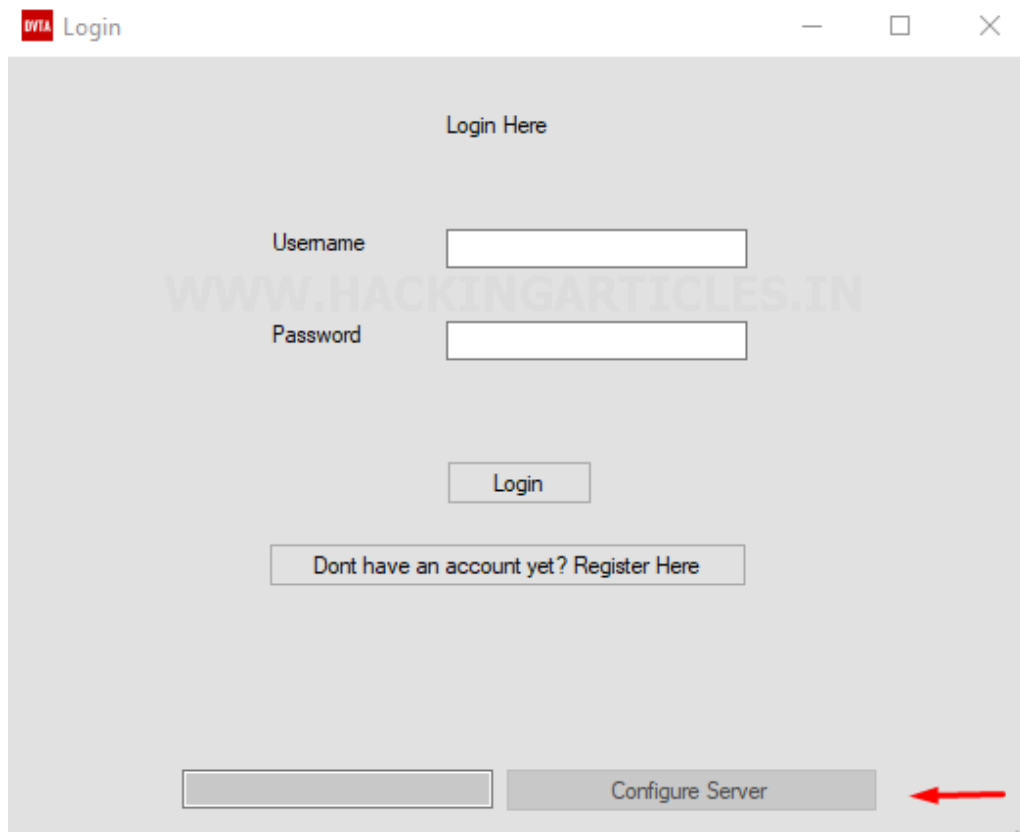 DVTA Login
Login Here
Username
WWW.HACKINGARTICLES.IN
Password
Login
Dont have an account yet? Register Here
Configure Server